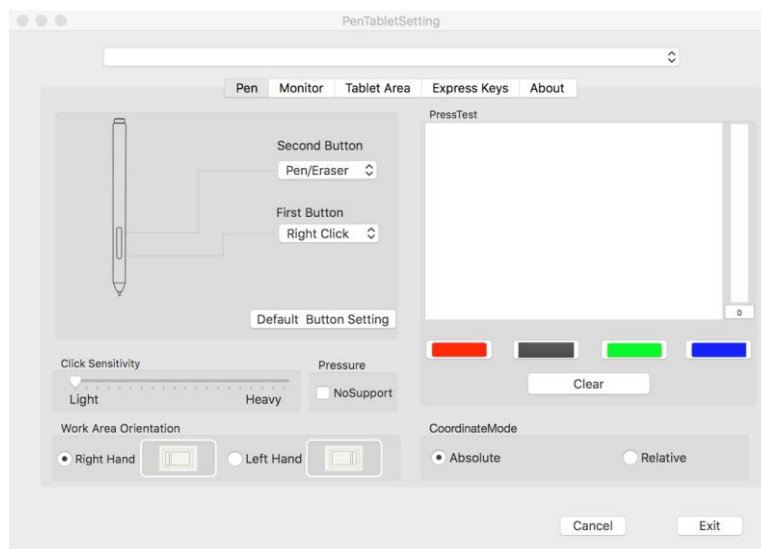 PenTabletSetting
Pen Monitor Tablet Area Express Keys About
Second Button
Pen/Eraser
First Button
Right Click
Default Button Setting
PressTest
0
Clear
Click Sensitivity
Light Heavy
Pressure
NoSupport
Work Area Orientation
Right Hand Left Hand
CoordinateMode
Absolute Relative
Cancel Exit